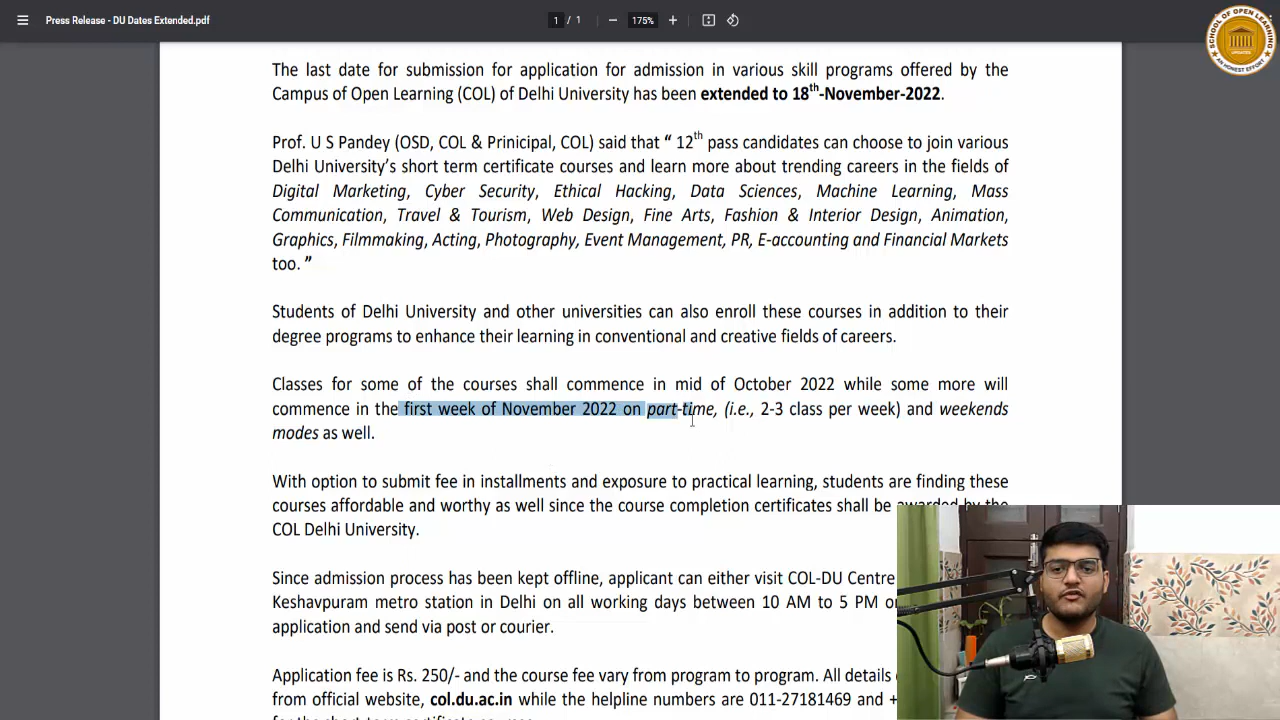 Press Release - DU Dates Extended.pdf
1 / 1
175%
SCHOOL OF OPEN LEARNING
UPDATES
AN HONEST EFFORT
The last date for submission for application for admission in various skill programs offered by the
Campus of Open Learning (COL) of Delhi University has been extended to 18th-November-2022.
Prof. U S Pandey (OSD, COL & Prinicipal, COL) said that “ 12th pass candidates can choose to join various
Delhi University’s short term certificate courses and learn more about trending careers in the fields of
Digital Marketing, Cyber Security, Ethical Hacking, Data Sciences, Machine Learning, Mass
Communication, Travel & Tourism, Web Design, Fine Arts, Fashion & Interior Design, Animation,
Graphics, Filmmaking, Acting, Photography, Event Management, PR, E-accounting and Financial Markets
too. ”
Students of Delhi University and other universities can also enroll these courses in addition to their
degree programs to enhance their learning in conventional and creative fields of careers.
Classes for some of the courses shall commence in mid of October 2022 while some more will
commence in the first week of November 2022 on part-time, (i.e., 2-3 class per week) and weekends
modes as well.
With option to submit fee in installments and exposure to practical learning, students are finding these
courses affordable and worthy as well since the course completion certificates shall be awarded by the
COL Delhi University.
Since admission process has been kept offline, applicant can either visit COL-DU Centre
Keshavpuram metro station in Delhi on all working days between 10 AM to 5 PM
application and send via post or courier.
Application fee is Rs. 250/- and the course fee vary from program to program. All details
from official website, col.du.ac.in while the helpline numbers are 011-27181469 and +